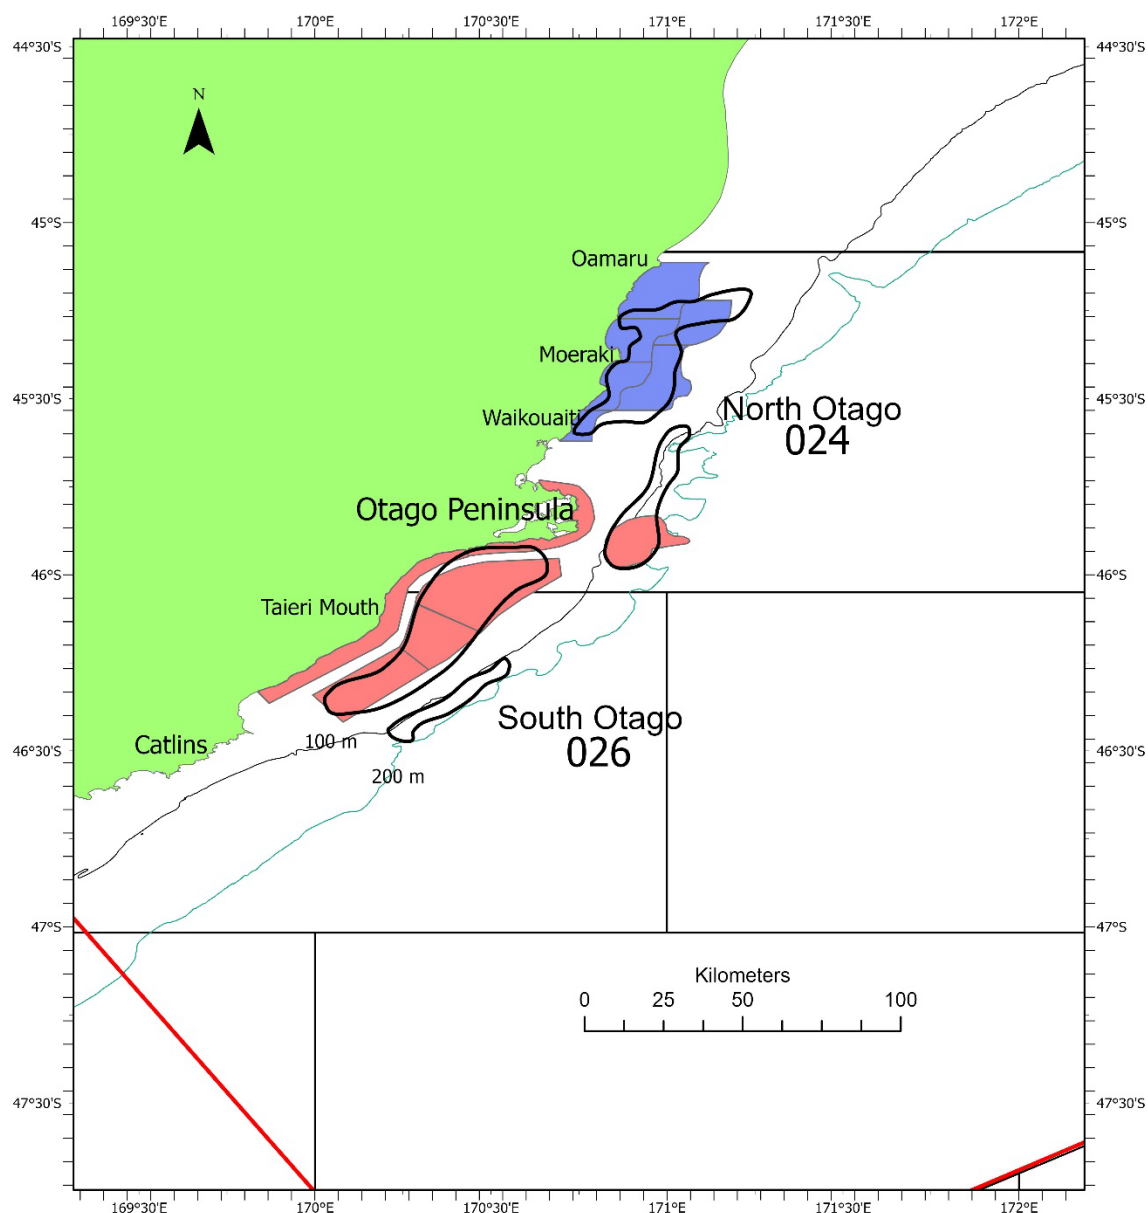 169°30'E 170°E 170°30'E 171°E 171°30'E 172°E
44°30'S 44°30'S
N
45°S 45°S
Oamaru
Moeraki
45°30'S 45°30'S
North Otago
024
Waikouaiti
Otago Peninsula
46°S 46°S
Taieri Mouth
South Otago
026
Catlins
100 m
46°30'S 46°30'S
200 m
47°S 47°S
Kilometers
0 25 50 100
47°30'S 47°30'S
169°30'E 170°E 170°30'E 171°E 171°30'E 172°E